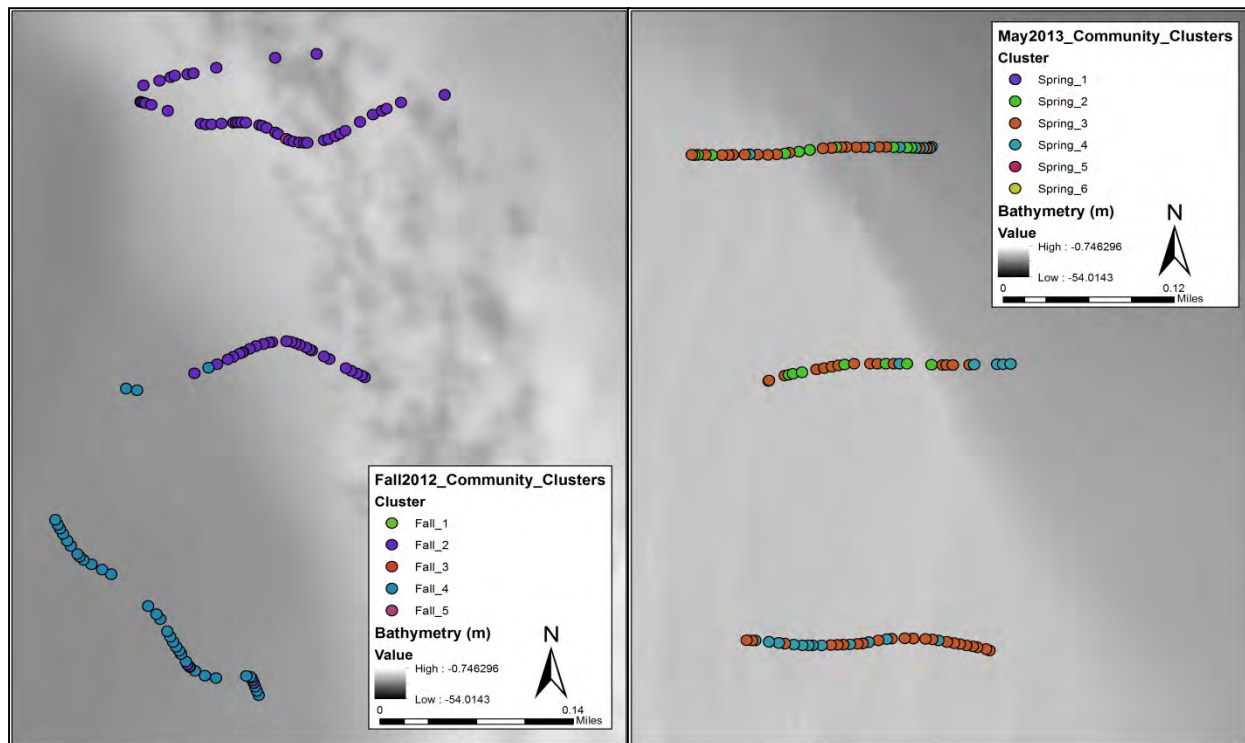 Fall2012_Community_Clusters
Cluster
Fall_1
Fall_2
Fall_3
Fall_4
Fall_5
Bathymetry (m)
Value
High : -0.746296
Low : -54.0143
N
0 0.14
Miles
May2013_Community_Clusters
Cluster
Spring_1
Spring_2
Spring_3
Spring_4
Spring_5
Spring_6
Bathymetry (m)
Value
High : -0.746296
Low : -54.0143
N
0 0.12
Miles